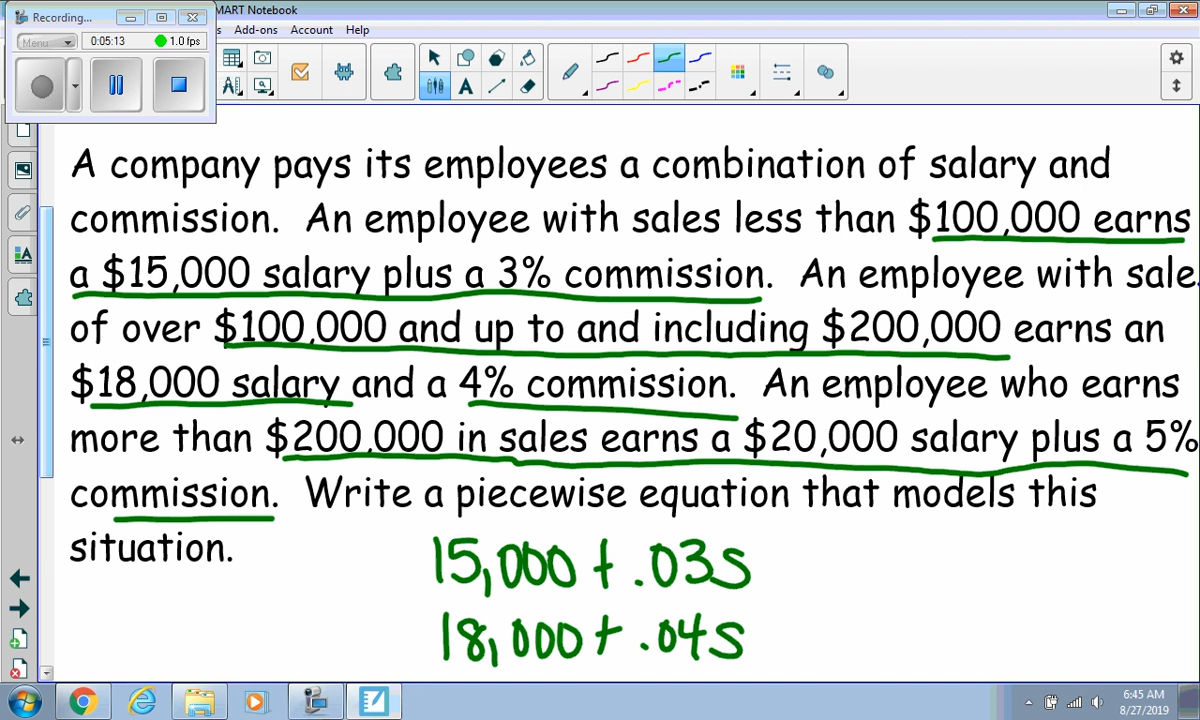 Recording...
MART Notebook
Menu
0:05:13
1.0 fps
s Add-ons Account Help
A company pays its employees a combination of salary and
commission. An employee with sales less than $100,000 earns
a $15,000 salary plus a 3% commission. An employee with sale
of over $100,000 and up to and including $200,000 earns an
$18,000 salary and a 4% commission. An employee who earns
more than $200,000 in sales earns a $20,000 salary plus a 5%
commission. Write a piecewise equation that models this
situation.
15,000 + .03s
18,000 + .04s
6:45 AM
8/27/2019